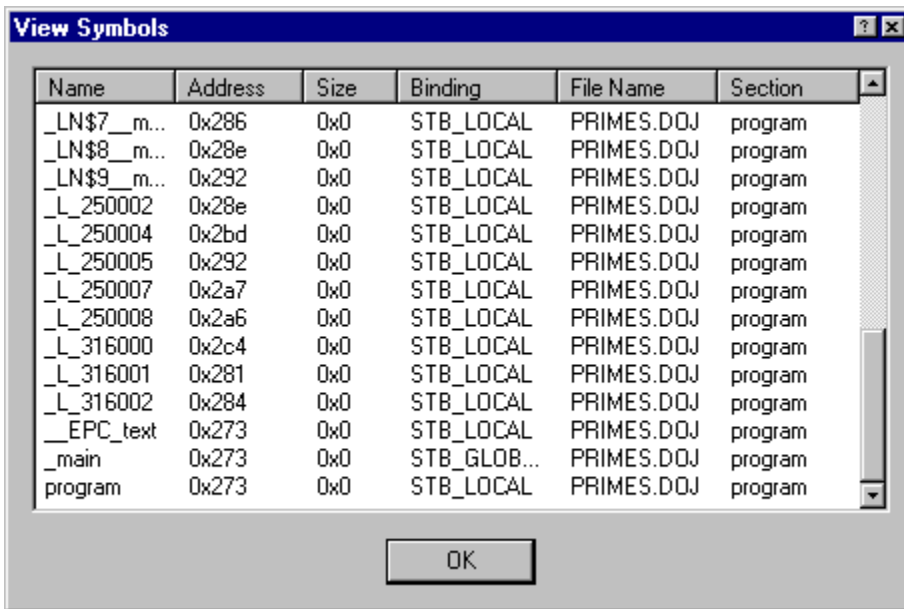 View Symbols
Name Address Size Binding File Name Section
_LN$7__m... 0x286 0x0 STB_LOCAL PRIMES.DOJ program
_LN$8__m... 0x28e 0x0 STB_LOCAL PRIMES.DOJ program
_LN$9__m... 0x292 0x0 STB_LOCAL PRIMES.DOJ program
_L_250002 0x28e 0x0 STB_LOCAL PRIMES.DOJ program
_L_250004 0x2bd 0x0 STB_LOCAL PRIMES.DOJ program
_L_250005 0x292 0x0 STB_LOCAL PRIMES.DOJ program
_L_250007 0x2a7 0x0 STB_LOCAL PRIMES.DOJ program
_L_250008 0x2a6 0x0 STB_LOCAL PRIMES.DOJ program
_L_316000 0x2c4 0x0 STB_LOCAL PRIMES.DOJ program
_L_316001 0x281 0x0 STB_LOCAL PRIMES.DOJ program
_L_316002 0x284 0x0 STB_LOCAL PRIMES.DOJ program
__EPC_text 0x273 0x0 STB_LOCAL PRIMES.DOJ program
_main 0x273 0x0 STB_GLOB... PRIMES.DOJ program
program 0x273 0x0 STB_LOCAL PRIMES.DOJ program
OK